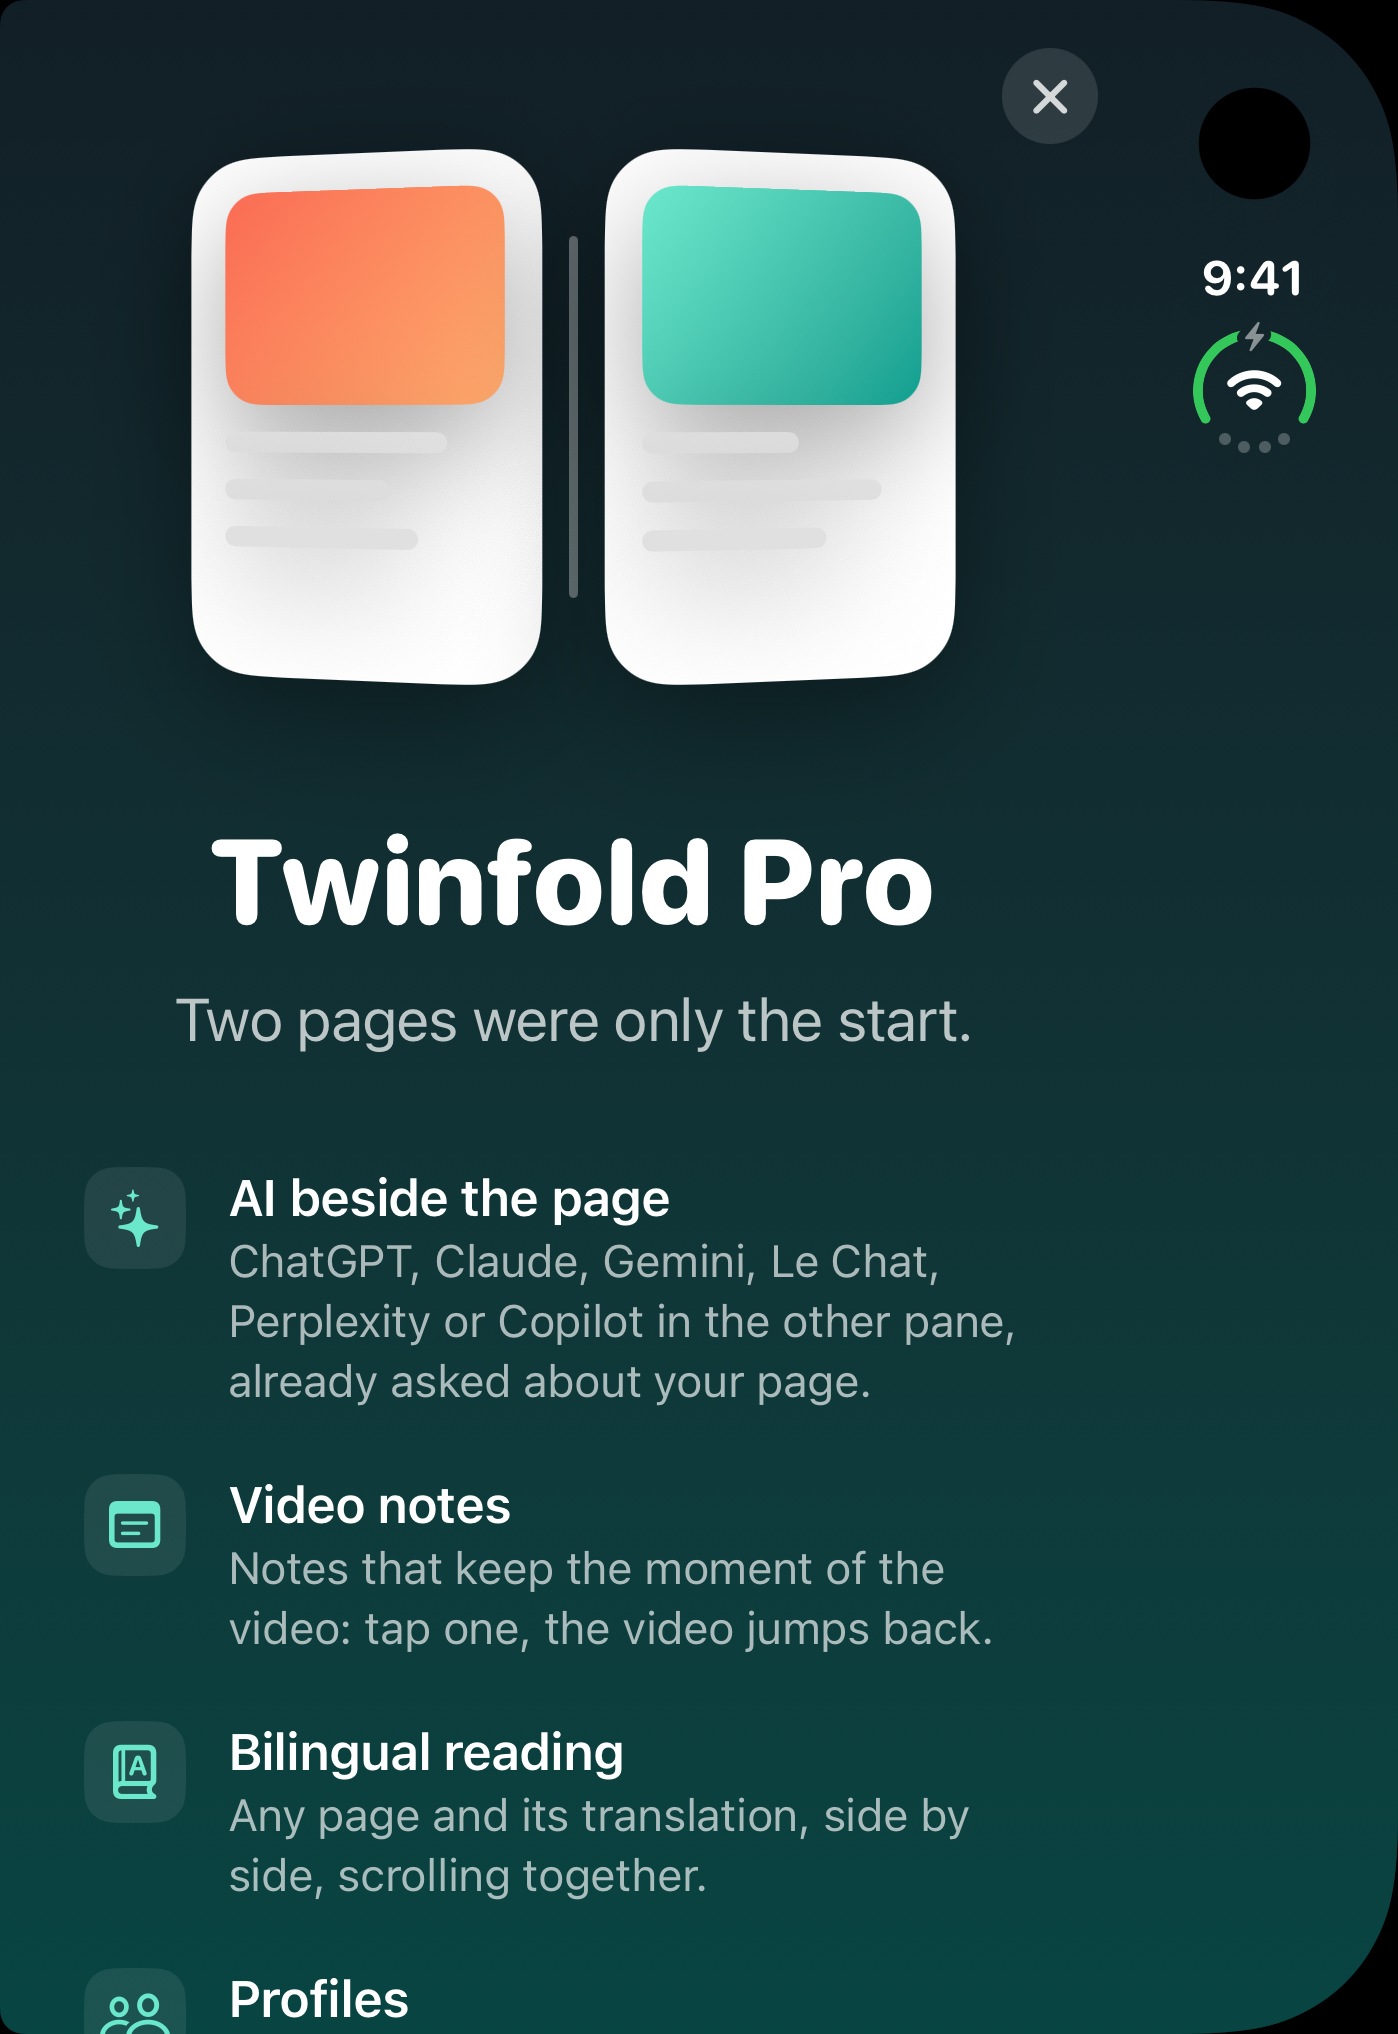 9:41
Twinfold Pro
Two pages were only the start.
AI beside the page
ChatGPT, Claude, Gemini, Le Chat,
Perplexity or Copilot in the other pane,
already asked about your page.
Video notes
Notes that keep the moment of the
video: tap one, the video jumps back.
A
Bilingual reading
Any page and its translation, side by
side, scrolling together.
Profiles